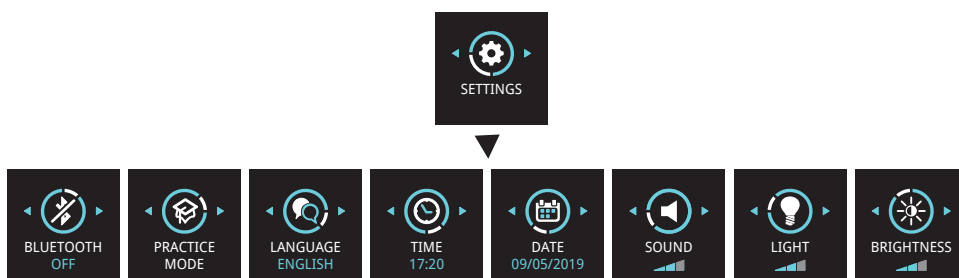 SETTINGS
BLUETOOTH
OFF
PRACTICE
MODE
LANGUAGE
ENGLISH
TIME
17:20
DATE
09/05/2019
SOUND
LIGHT
BRIGHTNESS